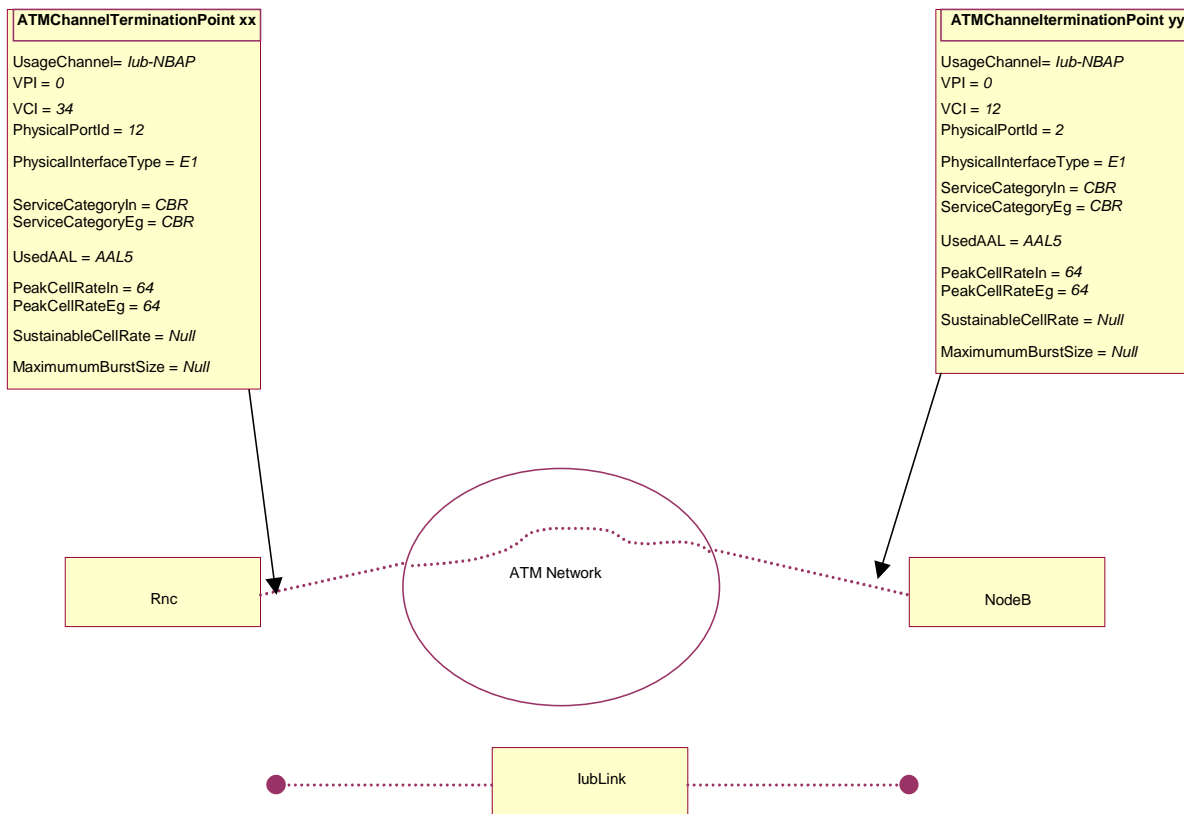 ATMChannelTerminationPoint xx
UsageChannel= Iub-NBAP
VPI = 0
VCI = 34
PhysicalPortId = 12
PhysicalInterfaceType = E1
ServiceCategoryIn = CBR
ServiceCategoryEg = CBR
UsedAAL = AAL5
PeakCellRateIn = 64
PeakCellRateEg = 64
SustainableCellRate = Null
MaximumumBurstSize = Null
ATMChannelterminationPoint yy
UsageChannel= Iub-NBAP
VPI = 0
VCI = 12
PhysicalPortId = 2
PhysicalInterfaceType = E1
ServiceCategoryIn = CBR
ServiceCategoryEg = CBR
UsedAAL = AAL5
PeakCellRateIn = 64
PeakCellRateEg = 64
SustainableCellRate = Null
MaximumumBurstSize = Null
Rnc
ATM Network
NodeB
IubLink